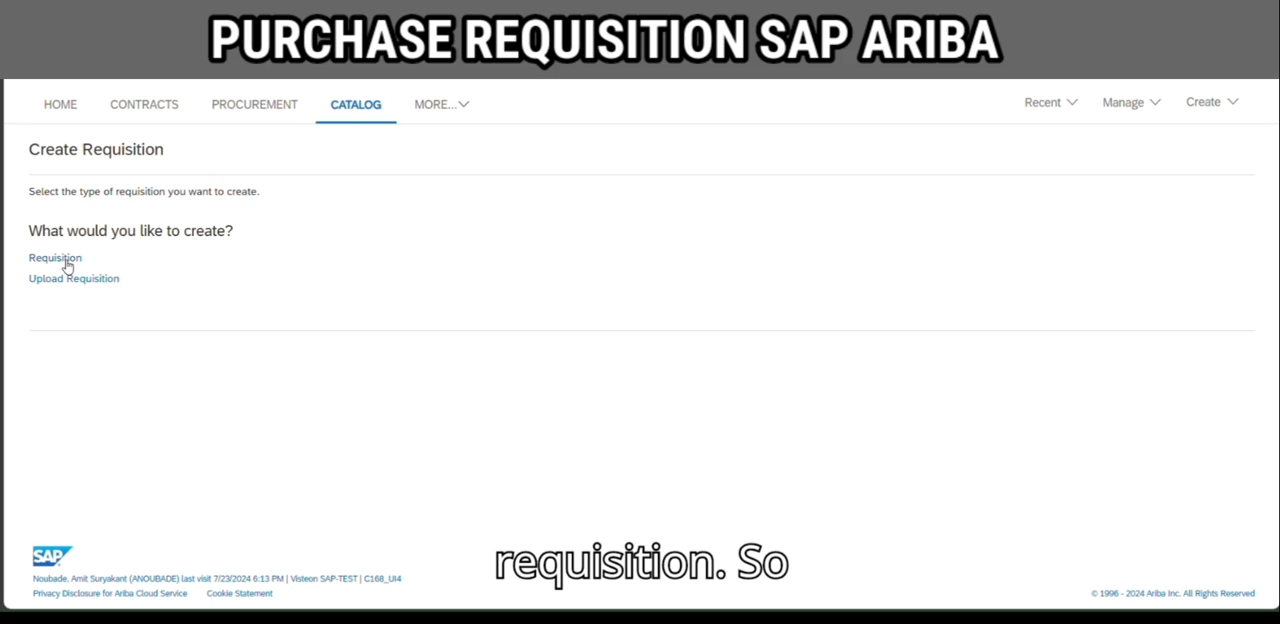 PURCHASE REQUISITION SAP ARIBA
HOME CONTRACTS PROCUREMENT CATALOG MORE... Recent Manage Create
Create Requisition
Select the type of requisition you want to create.
What would you like to create?
Requisition
Upload Requisition
requisition. So
SAP
Noubade, Amit Suryakant (ANOUBADE) last visit 7/23/2024 6:13 PM | Visteon SAP-TEST | C168_UI4
Privacy Disclosure for Ariba Cloud Service Cookie Statement © 1996 - 2024 Ariba Inc. All Rights Reserved